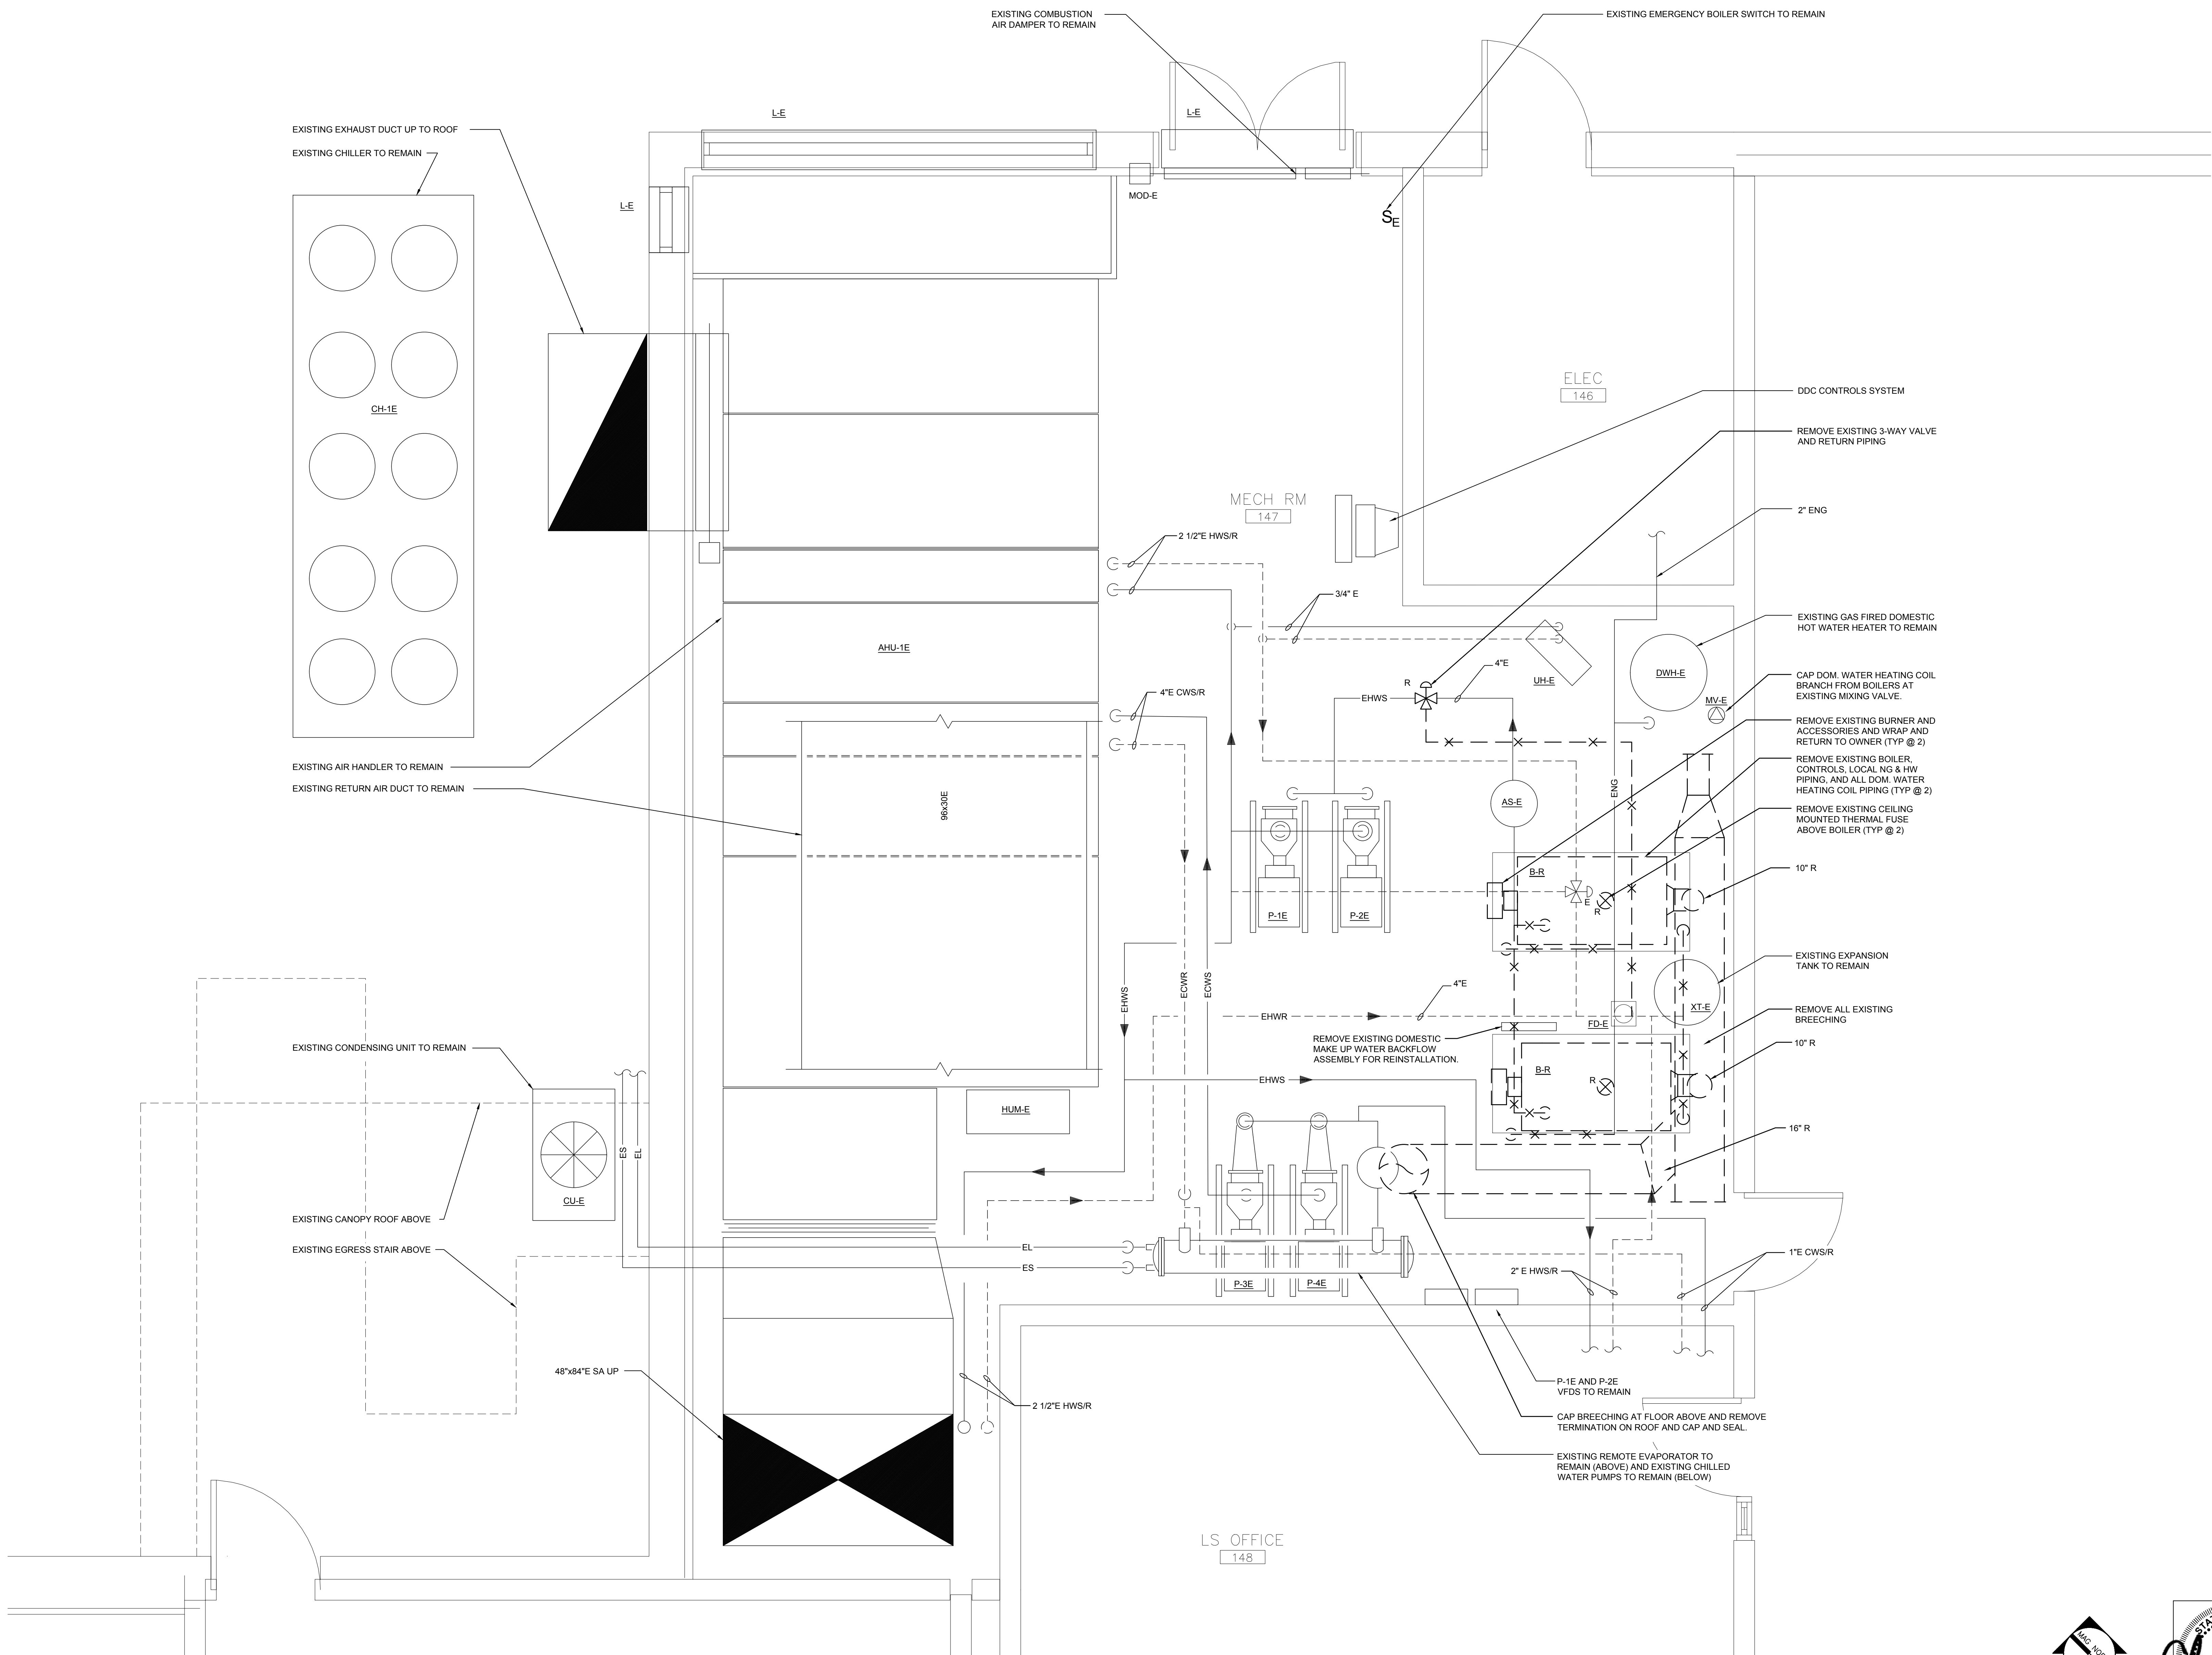 EXISTING COMBUSTION
AIR DAMPER TO REMAIN
EXISTING EMERGENCY BOILER SWITCH TO REMAIN
L-E
L-E
EXISTING EXHAUST DUCT UP TO ROOF
EXISTING CHILLER TO REMAIN
MOD-E
L-E
SE
ELEC
146
DDC CONTROLS SYSTEM
CH-1E
REMOVE EXISTING 3-WAY VALVE
AND RETURN PIPING
MECH RM
147
2" ENG
2 1/2"E HWS/R
3/4" E
EXISTING GAS FIRED DOMESTIC
HOT WATER HEATER TO REMAIN
AHU-1E
4"E
UH-E
DWH-E
R
EHWS
MV-E
CAP DOM. WATER HEATING COIL
BRANCH FROM BOILERS AT
EXISTING MIXING VALVE.
4"E CWS/R
REMOVE EXISTING BURNER AND
ACCESSORIES AND WRAP AND
RETURN TO OWNER (TYP @ 2)
EXISTING AIR HANDLER TO REMAIN
EXISTING RETURN AIR DUCT TO REMAIN
96x30E
ENG
REMOVE EXISTING BOILER,
CONTROLS, LOCAL NG & HW
PIPING, AND ALL DOM. WATER
HEATING COIL PIPING (TYP @ 2)
AS-E
REMOVE EXISTING CEILING
MOUNTED THERMAL FUSE
ABOVE BOILER (TYP @ 2)
B-R
10" R
E
R
P-1E
P-2E
EXISTING EXPANSION
TANK TO REMAIN
EHWS
ECWR
ECWS
4"E
EHWR
FD-E
XT-E
REMOVE ALL EXISTING
BREECHING
REMOVE EXISTING DOMESTIC
MAKE UP WATER BACKFLOW
ASSEMBLY FOR REINSTALLATION.
10" R
EXISTING CONDENSING UNIT TO REMAIN
EHWS
B-R
R
HUM-E
16" R
ES
EL
CU-E
EXISTING CANOPY ROOF ABOVE
EXISTING EGRESS STAIR ABOVE
EL
ES
1"E CWS/R
2" E HWS/R
P-3E
P-4E
48"x84"E SA UP
2 1/2"E HWS/R
P-1E AND P-2E
VFDS TO REMAIN
CAP BREECHING AT FLOOR ABOVE AND REMOVE
TERMINATION ON ROOF AND CAP AND SEAL.
EXISTING REMOTE EVAPORATOR TO
REMAIN (ABOVE) AND EXISTING CHILLED
WATER PUMPS TO REMAIN (BELOW)
LS OFFICE
148
MAG